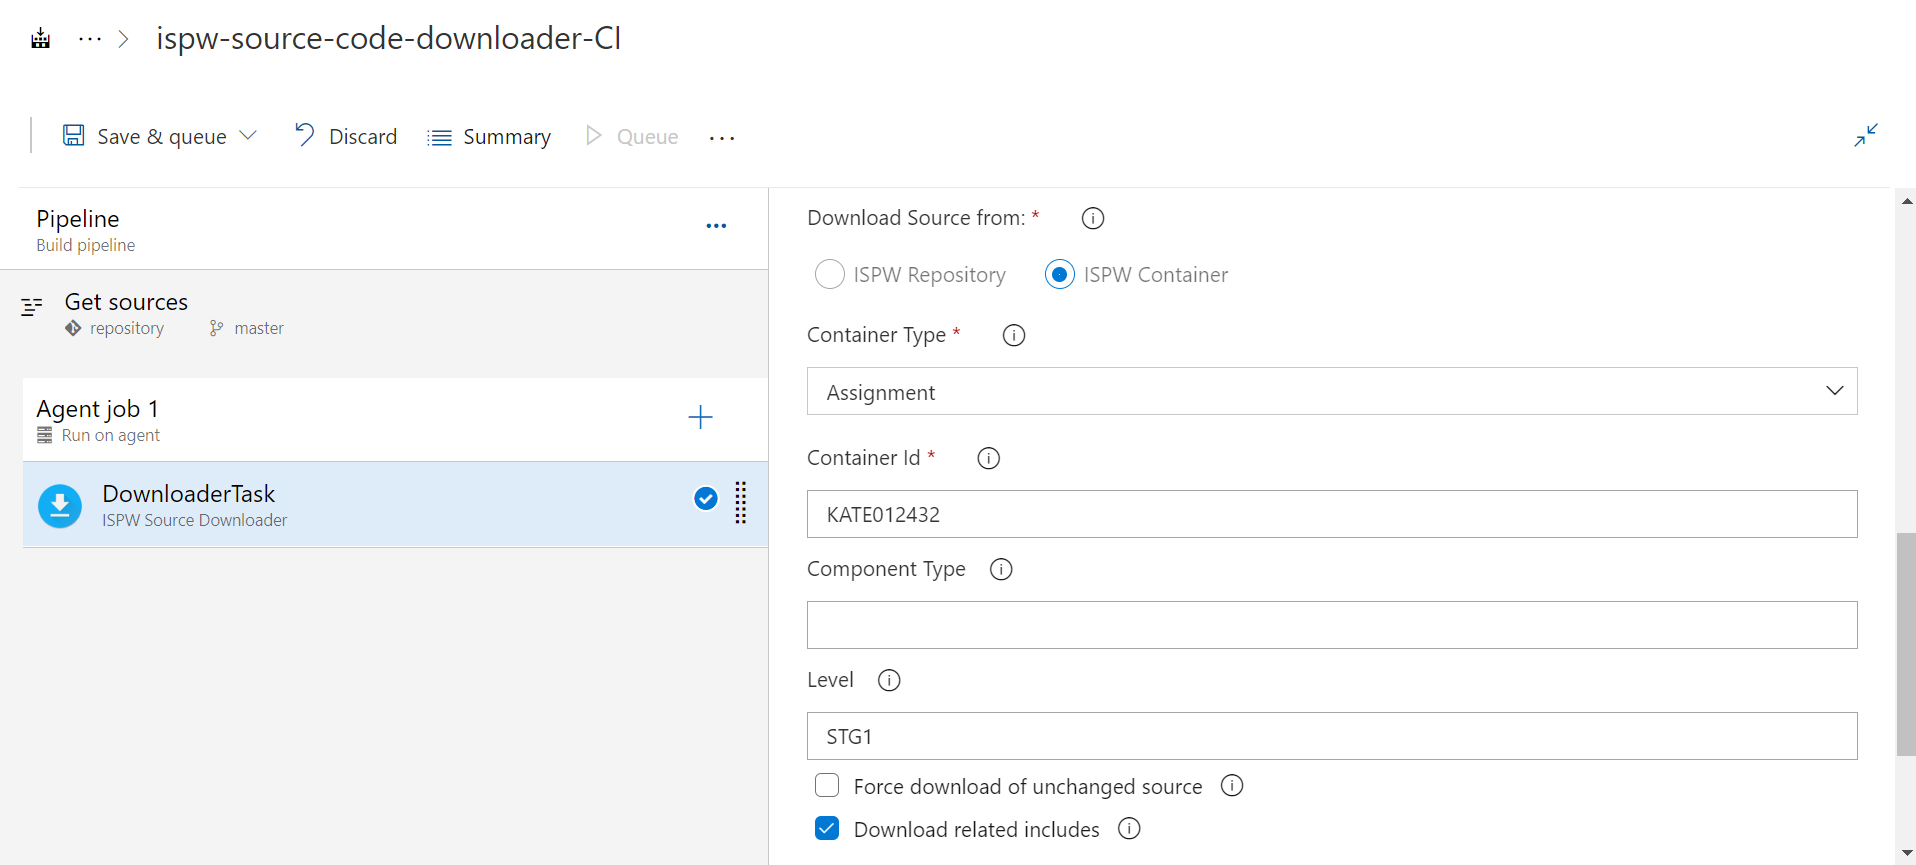 ispw-source-code-downloader-CI
Save & queue Discard Summary Queue
Pipeline
Build pipeline
Get sources
repository master
Agent job 1
Run on agent
DownloaderTask
ISPW Source Downloader
Download Source from: *
ISPW Repository ISPW Container
Container Type *
Assignment
Container Id *
KATE012432
Component Type
Level
STG1
Force download of unchanged source
Download related includes